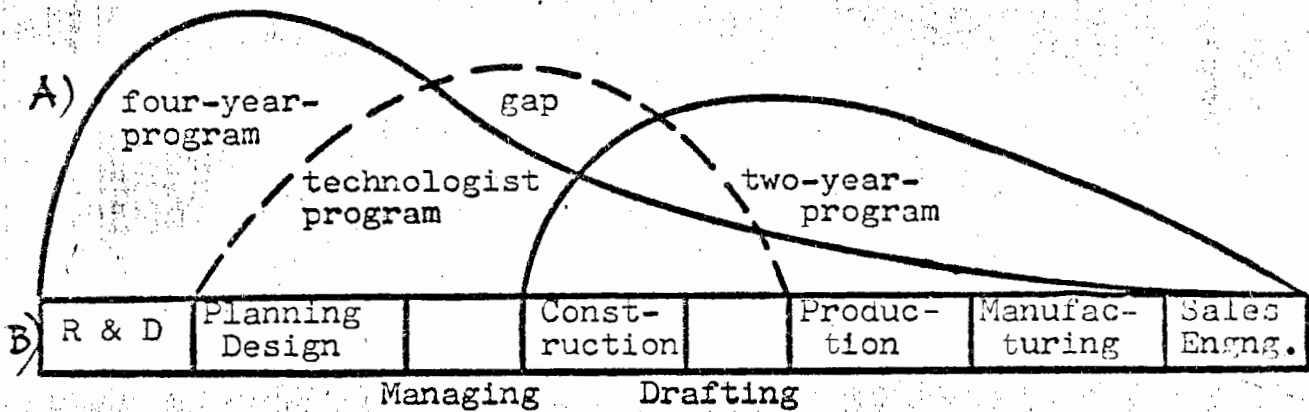 A)
four-year-
program
gap
technologist
program
two-year-
program
B)
R & D
Planning
Design
Const-
ruction
Produc-
tion
Manufac-
turing
Sales
Engng.
Managing
Drafting